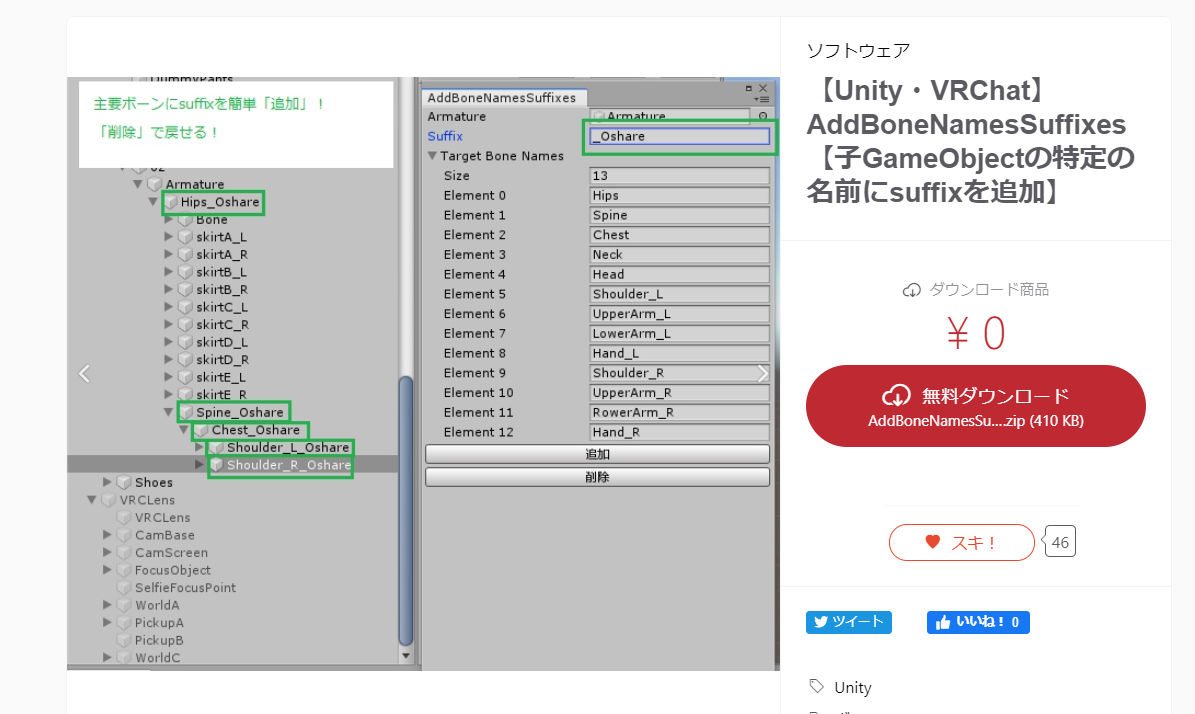 ソフトウェア
【Unity・VRChat】
AddBoneNamesSuffixes
【子GameObjectの特定の
名前にsuffixを追加】
ダウンロード商品
¥ 0
無料ダウンロード
AddBoneNamesSu....zip (410 KB)
スキ！
46
ツイート
いいね！ 0
Unity
DummyPants
主要ボーンにsuffixを簡単「追加」！
「削除」で戻せる！
Armature
Hips_Oshare
Bone
skirtA_L
skirtA_R
skirtB_L
skirtB_R
skirtC_L
skirtC_R
skirtD_L
skirtD_R
skirtE_L
skirtE_R
Spine_Oshare
Chest_Oshare
Shoulder_L_Oshare
Shoulder_R_Oshare
Shoes
VRCLens
VRCLens
CamBase
CamScreen
FocusObject
SelfieFocusPoint
WorldA
PickupA
PickupB
WorldC
AddBoneNamesSuffixes
Armature Armature
Suffix _Oshare
Target Bone Names
Size 13
Element 0 Hips
Element 1 Spine
Element 2 Chest
Element 3 Neck
Element 4 Head
Element 5 Shoulder_L
Element 6 UpperArm_L
Element 7 LowerArm_L
Element 8 Hand_L
Element 9 Shoulder_R
Element 10 UpperArm_R
Element 11 RowerArm_R
Element 12 Hand_R
追加
削除